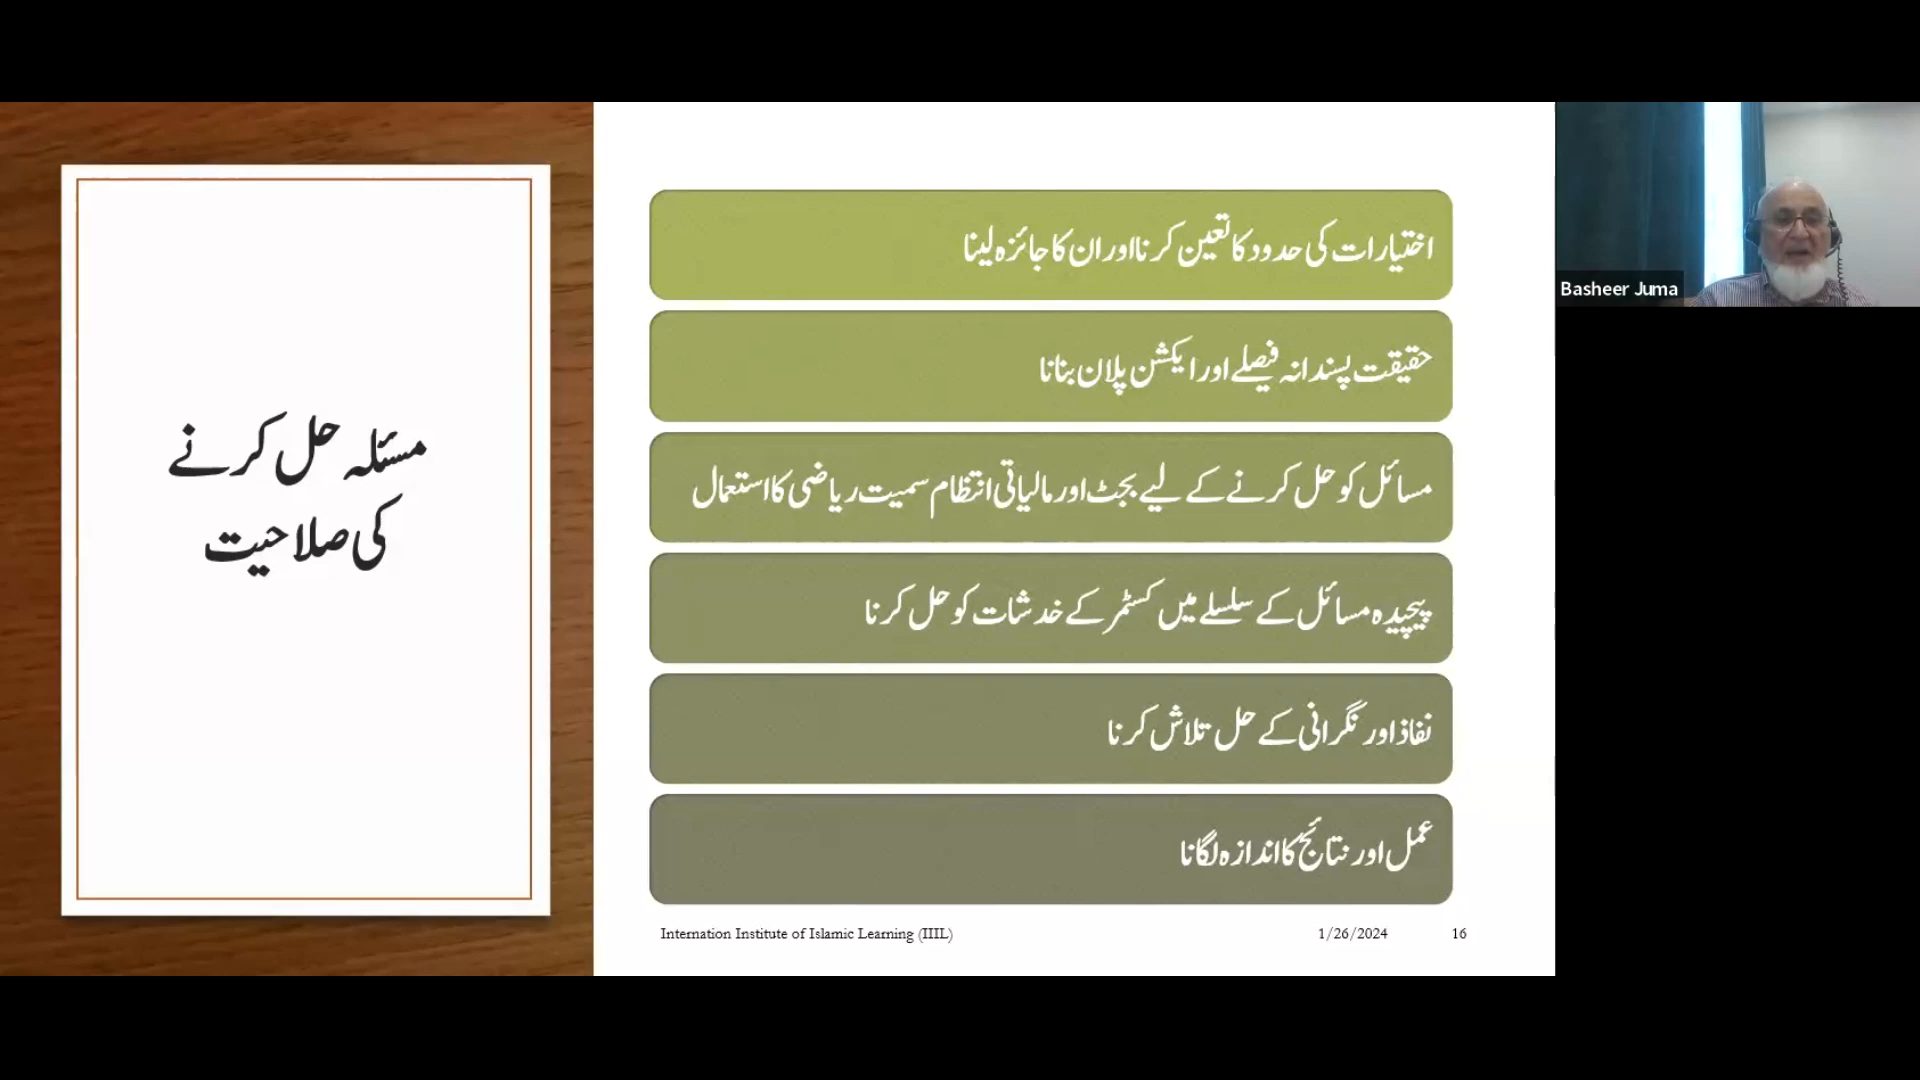 مسئلہ حل کرنے
کی صلاحیت
اختیارات کی حدود کا تعین کرنا اور ان کا جائزہ لینا
حقیقت پسندانہ فیصلے اور ایکشن پلان بنانا
مسائل کو حل کرنے کے لیے بجٹ اور مالیاتی انتظام سمیت ریاضی کا استعمال
پیچیدہ مسائل کے سلسلے میں کسٹمر کے خدشات کو حل کرنا
نفاذ اور نگرانی کے حل تلاش کرنا
عمل اور نتائج کا اندازہ لگانا
Internation Institute of Islamic Learning (IIIL)
1/26/2024
16
Basheer Juma